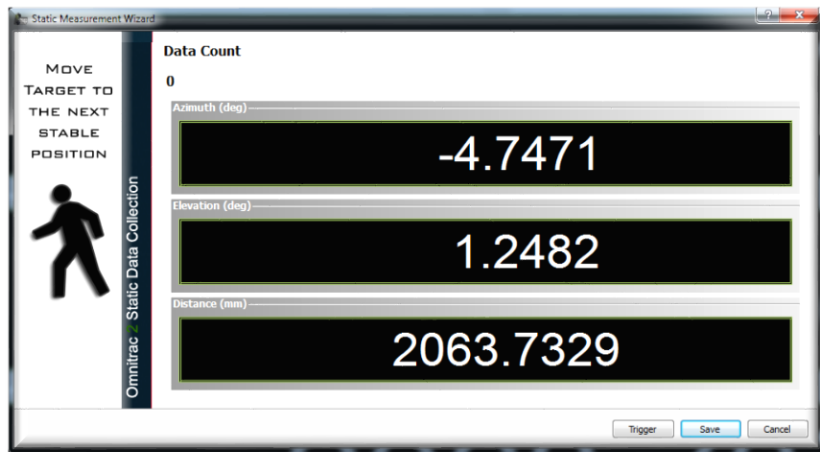 Static Measurement Wizard
?
X
MOVE
TARGET TO
THE NEXT
STABLE
POSITION
Omnitrac 2 Static Data Collection
Data Count
0
Azimuth (deg)
-4.7471
Elevation (deg)
1.2482
Distance (mm)
2063.7329
Trigger
Save
Cancel